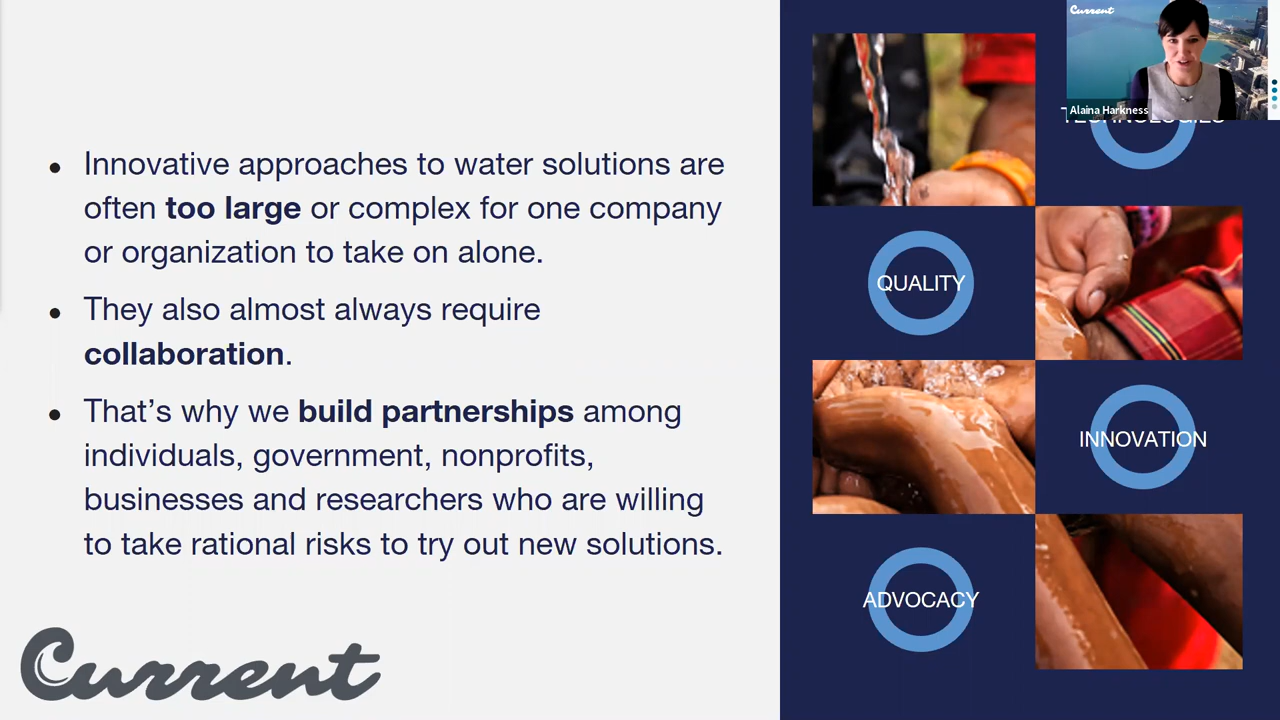 Innovative approaches to water solutions are
often too large or complex for one company
or organization to take on alone.
They also almost always require
collaboration.
That’s why we build partnerships among
individuals, government, nonprofits,
businesses and researchers who are willing
to take rational risks to try out new solutions.
Current
Current
Alaina Harkness
TECHNOLOGIES
QUALITY
INNOVATION
ADVOCACY